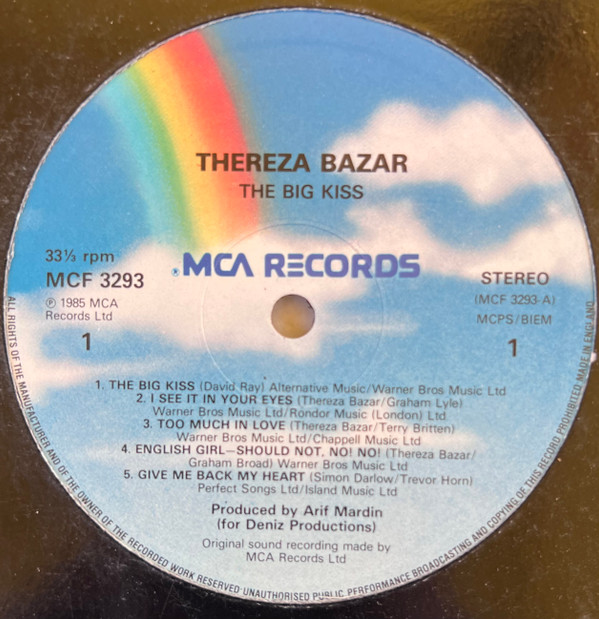 THEREZA BAZAR
THE BIG KISS
33⅓ rpm
MCF 3293
℗ 1985 MCA
Records Ltd
1
®MCA RECORDS
STEREO
(MCF 3293-A)
MCPS/BIEM
1
1. THE BIG KISS (David Ray) Alternative Music/Warner Bros Music Ltd
2. I SEE IT IN YOUR EYES (Thereza Bazar/Graham Lyle)
Warner Bros Music Ltd/Rondor Music (London) Ltd
3. TOO MUCH IN LOVE (Thereza Bazar/Terry Britten)
Warner Bros Music Ltd/Chappell Music Ltd
4. ENGLISH GIRL—SHOULD NOT, NO! NO! (Thereza Bazar/
Graham Broad) Warner Bros Music Ltd
5. GIVE ME BACK MY HEART (Simon Darlow/Trevor Horn)
Perfect Songs Ltd/Island Music Ltd
Produced by Arif Mardin
(for Deniz Productions)
Original sound recording made by
MCA Records Ltd
ALL RIGHTS OF THE MANUFACTURER AND OF THE OWNER OF THE RECORDED WORK RESERVED UNAUTHORISED PUBLIC PERFORMANCE BROADCASTING AND COPYING OF THIS RECORD PROHIBITED MADE IN ENGLAND